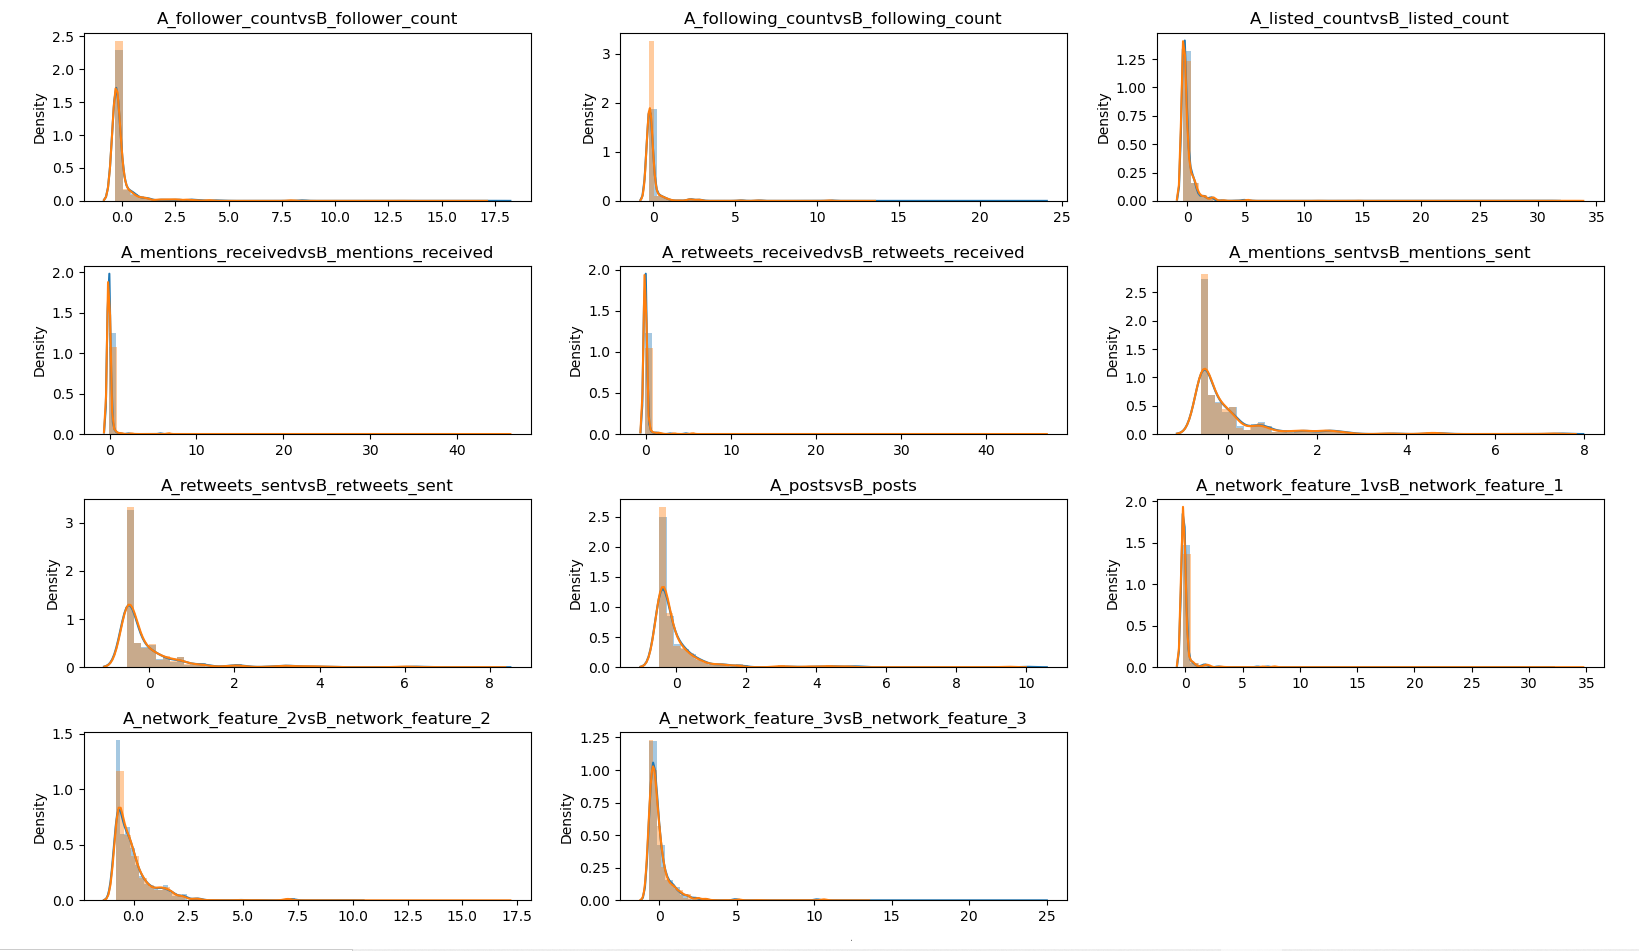 A_follower_countvsB_follower_count
Density
2.5
2.0
1.5
1.0
0.5
0.0
0.0 2.5 5.0 7.5 10.0 12.5 15.0 17.5
A_following_countvsB_following_count
Density
3
2
1
0
0 5 10 15 20 25
A_listed_countvsB_listed_count
Density
1.25
1.00
0.75
0.50
0.25
0.00
0 5 10 15 20 25 30 35
A_mentions_receivedvsB_mentions_received
Density
2.0
1.5
1.0
0.5
0.0
0 10 20 30 40
A_retweets_receivedvsB_retweets_received
Density
2.0
1.5
1.0
0.5
0.0
0 10 20 30 40
A_mentions_sentvsB_mentions_sent
Density
2.5
2.0
1.5
1.0
0.5
0.0
0 2 4 6 8
A_retweets_sentvsB_retweets_sent
Density
3
2
1
0
0 2 4 6 8
A_postsvsB_posts
Density
2.5
2.0
1.5
1.0
0.5
0.0
0 2 4 6 8 10
A_network_feature_1vsB_network_feature_1
Density
2.0
1.5
1.0
0.5
0.0
0 5 10 15 20 25 30 35
A_network_feature_2vsB_network_feature_2
Density
1.5
1.0
0.5
0.0
0.0 2.5 5.0 7.5 10.0 12.5 15.0 17.5
A_network_feature_3vsB_network_feature_3
Density
1.25
1.00
0.75
0.50
0.25
0.00
0 5 10 15 20 25